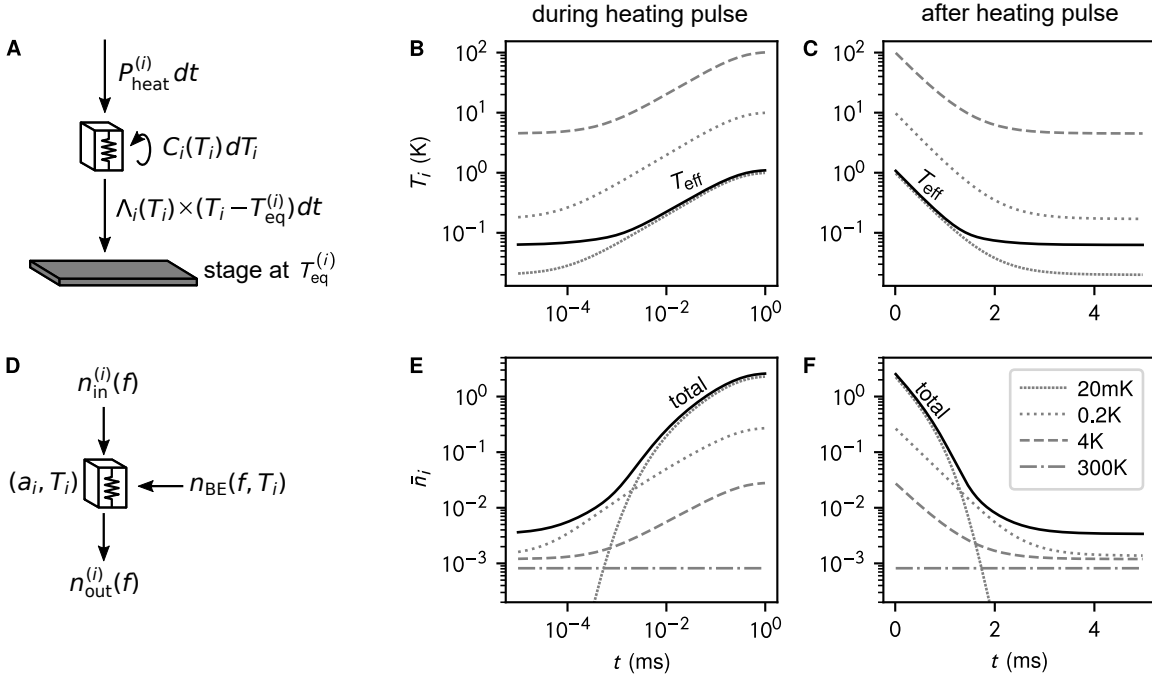 during heating pulse
after heating pulse
A
P_heat^(i) dt
C_i(T_i) dT_i
Λ_i(T_i)×(T_i − T_eq^(i)) dt
stage at T_eq^(i)
B
T_i (K)
10^2
10^1
10^0
10^−1
T_eff
10^−4
10^−2
10^0
C
T_eff
0
2
4
D
n_in^(i)(f)
(a_i, T_i)
n_BE(f, T_i)
n_out^(i)(f)
E
n̄_i
10^0
10^−1
10^−2
10^−3
total
10^−4
10^−2
10^0
t (ms)
F
total
20mK
0.2K
4K
300K
0
2
4
t (ms)